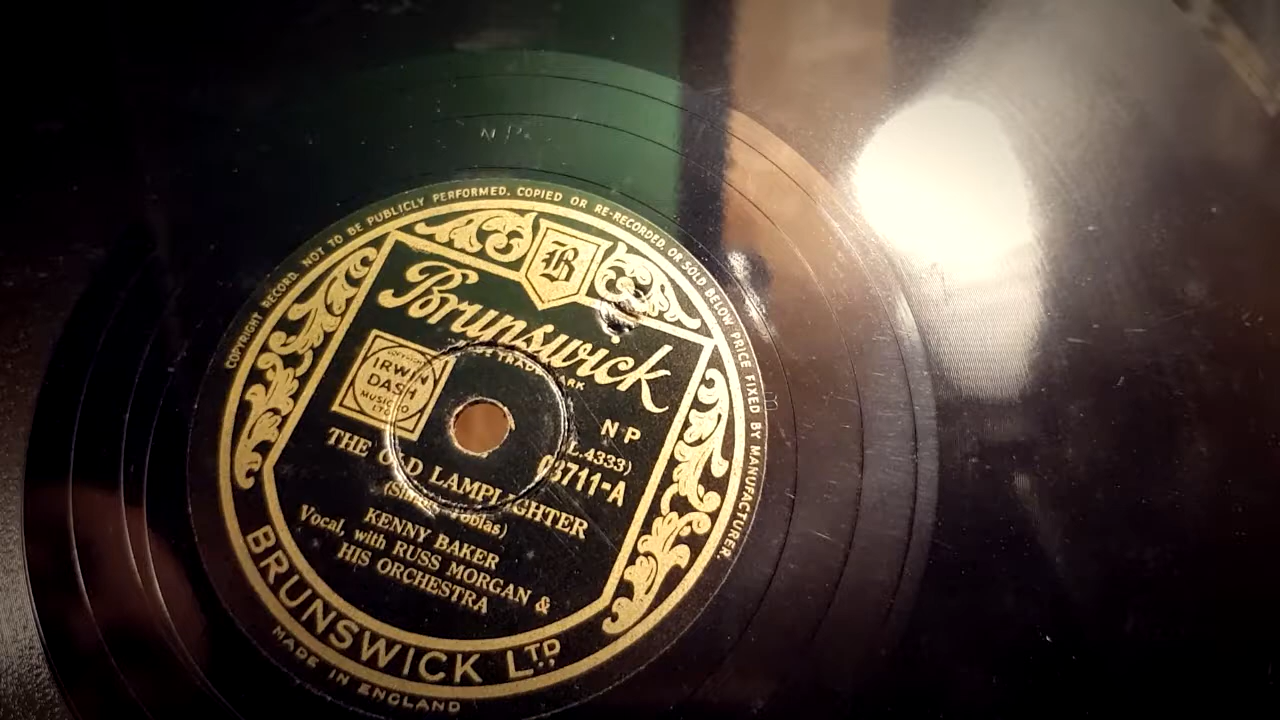 N P
COPYRIGHT RECORD. NOT TO BE PUBLICLY PERFORMED. COPIED OR RE-RECORDED. OR SOLD BELOW PRICE FIXED BY MANUFACTURER.
B
Brunswick
TRADE MARK
IRWIN
DASH
MUSIC CO
LTD
N P
L.4333)
03711-A
THE OLD LAMPLIGHTER
KENNY BAKER
Vocal, with RUSS MORGAN &
HIS ORCHESTRA
BRUNSWICK LTD.
MADE IN ENGLAND